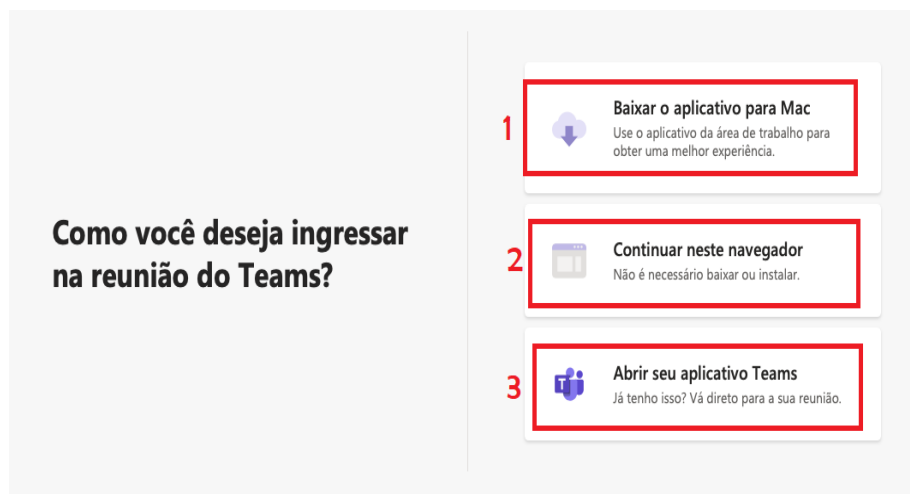 Como você deseja ingressar
na reunião do Teams?
1
Baixar o aplicativo para Mac
Use o aplicativo da área de trabalho para
obter uma melhor experiência.
2
Continuar neste navegador
Não é necessário baixar ou instalar.
3
T
Abrir seu aplicativo Teams
Já tenho isso? Vá direto para a sua reunião.